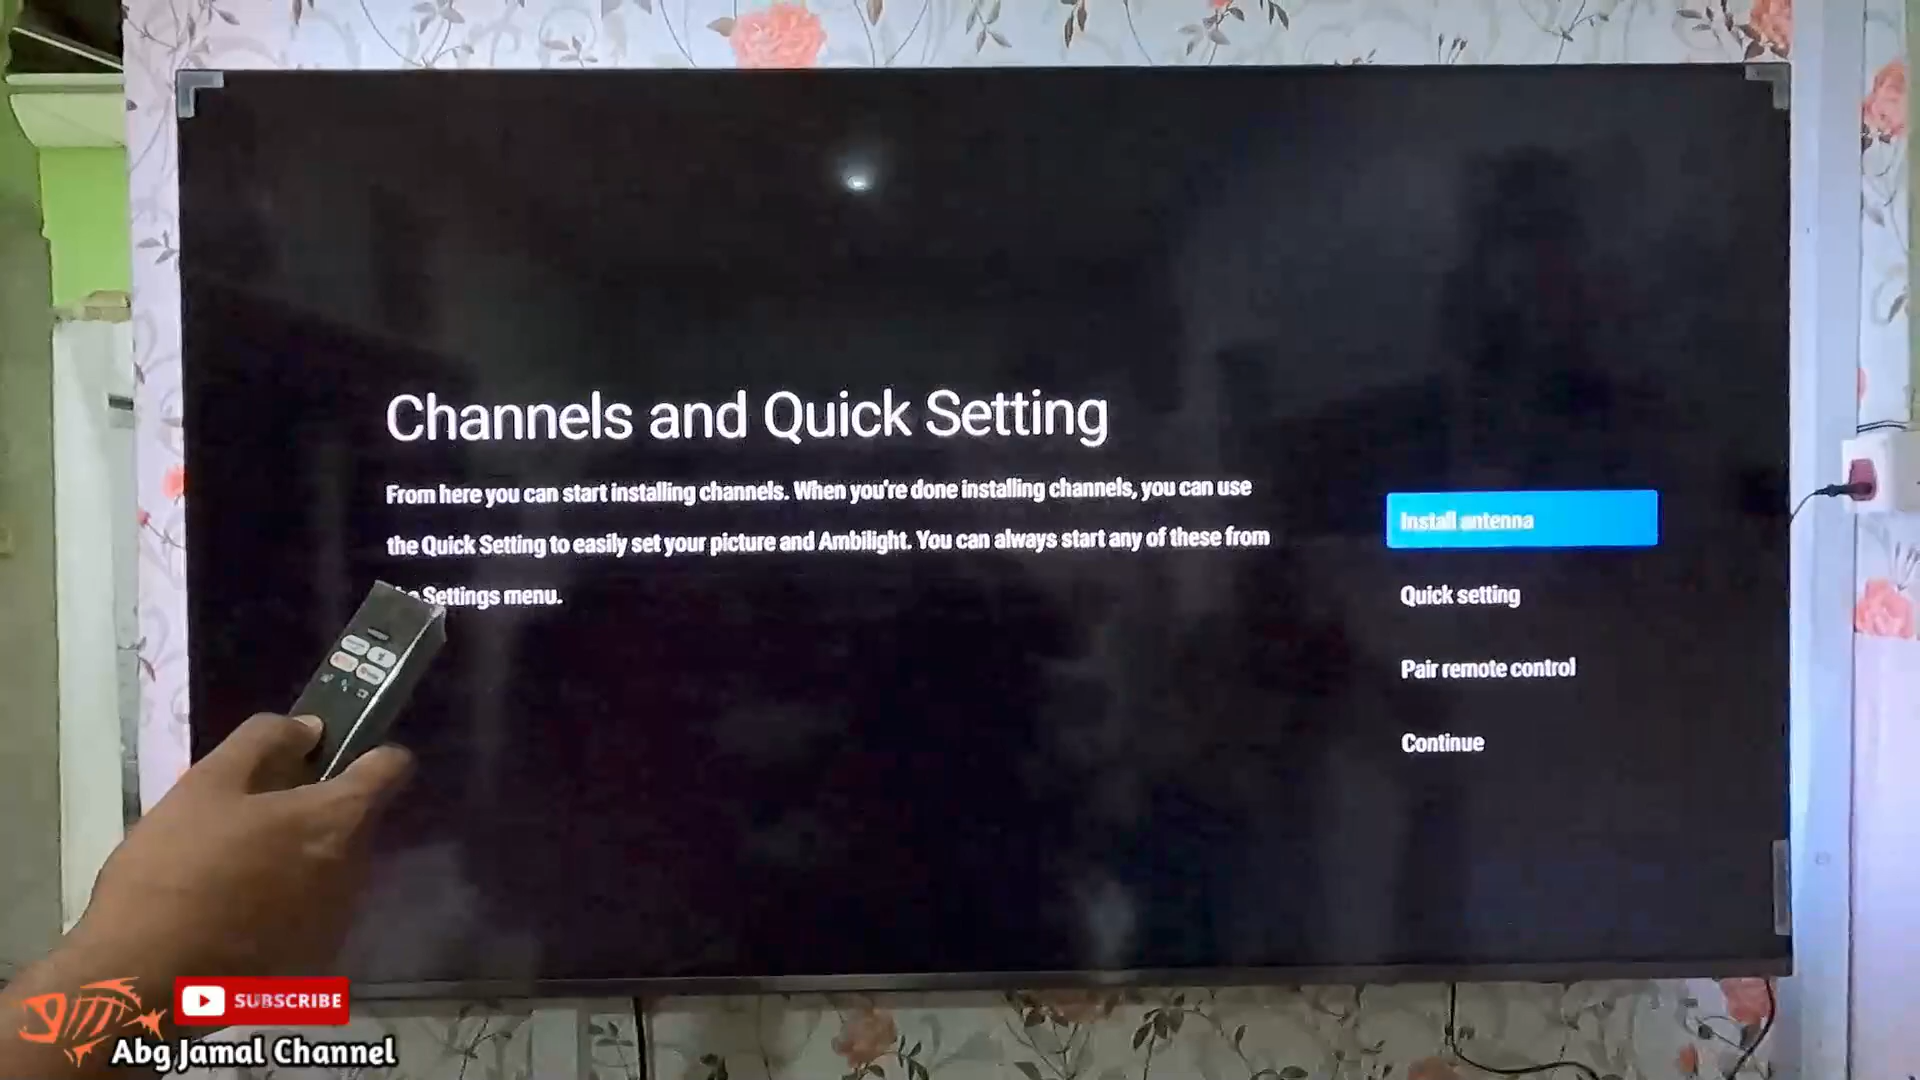 Channels and Quick Setting
From here you can start installing channels. When you're done installing channels, you can use
the Quick Setting to easily set your picture and Ambilight. You can always start any of these from
Settings menu.
Install antenna
Quick setting
Pair remote control
Continue
SUBSCRIBE
Abg Jamal Channel